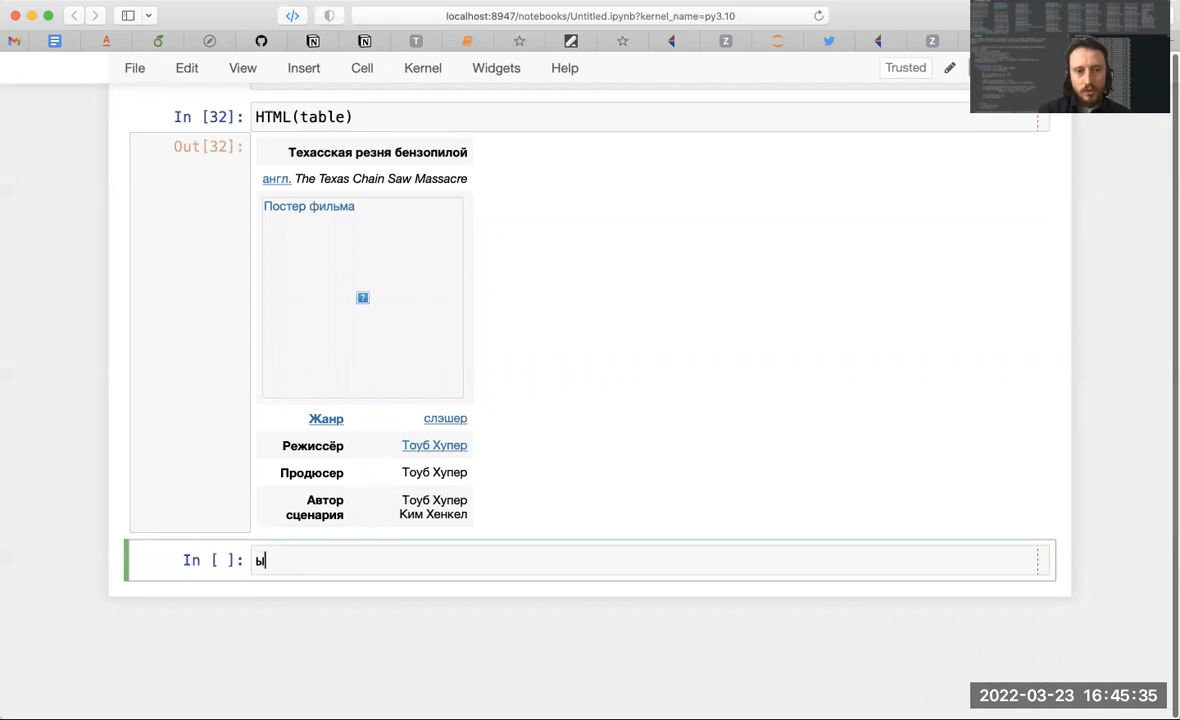 localhost:8947/notebooks/Untitled.ipynb?kernel_name=py3.10
File Edit View Insert Cell Kernel Widgets Help Trusted
In [32]: HTML(table)
Out[32]:
Техасская резня бензопилой
англ. The Texas Chain Saw Massacre
Постер фильма
Жанр слэшер
Режиссёр Тоуб Хупер
Продюсер Тоуб Хупер
Автор Тоуб Хупер
сценария Ким Хенкел
In [ ]: ы
2022-03-23 16:45:35